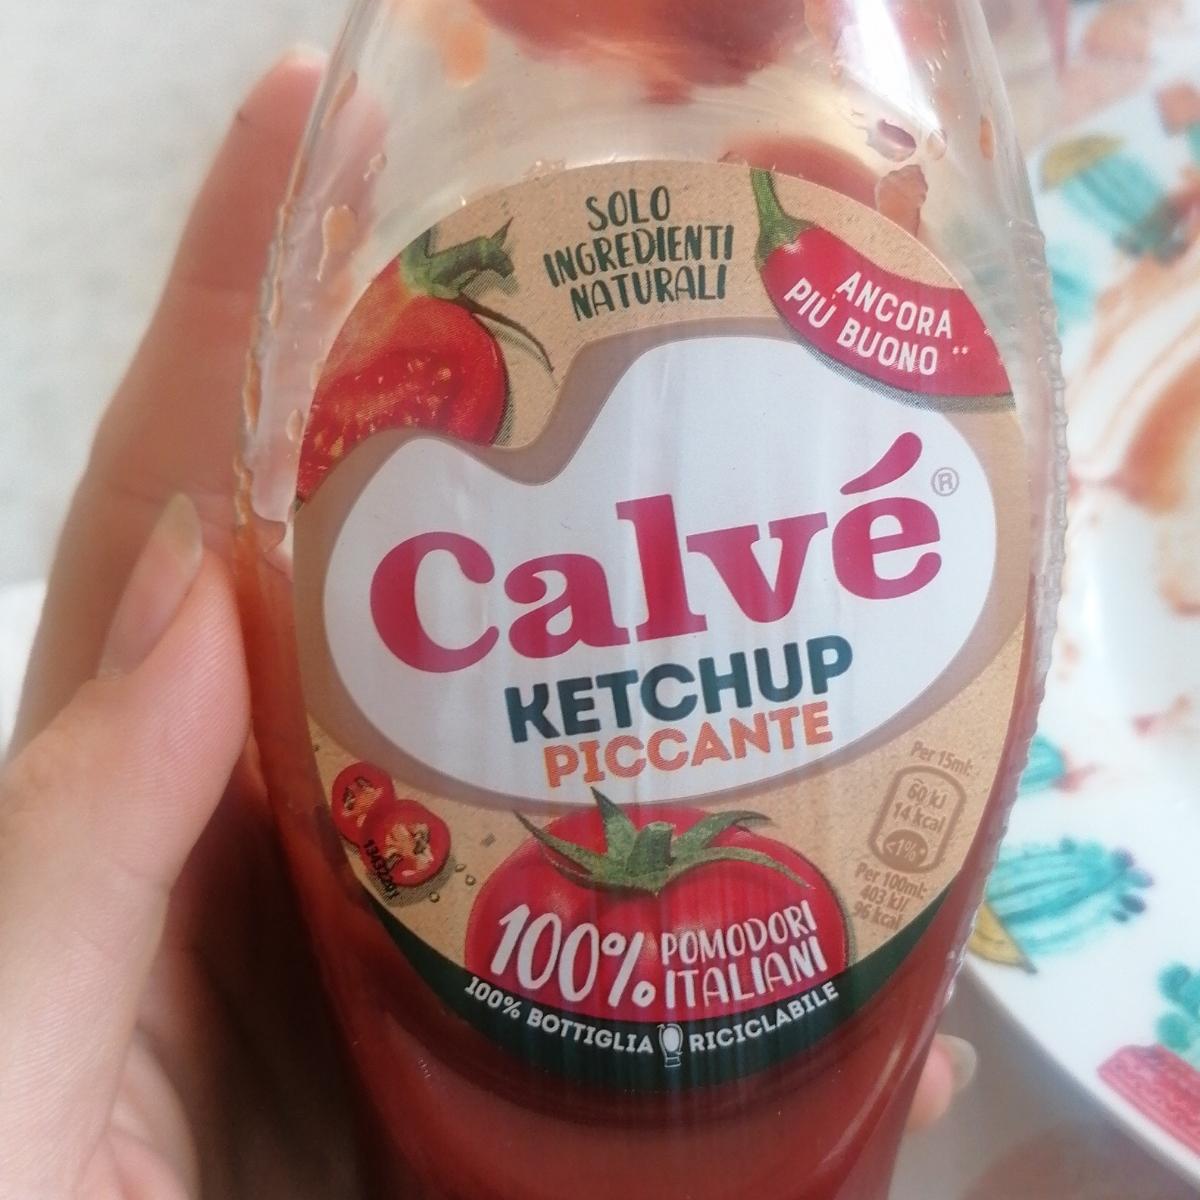 SOLO
INGREDIENTI
NATURALI
ANCORA
PIÙ BUONO**
Calvé®
KETCHUP
PICCANTE
Per 15ml:
60 kJ
14 kcal
<1%*
Per 100ml:
403 kJ/
96 kcal
100% POMODORI
ITALIANI
100% BOTTIGLIA RICICLABILE